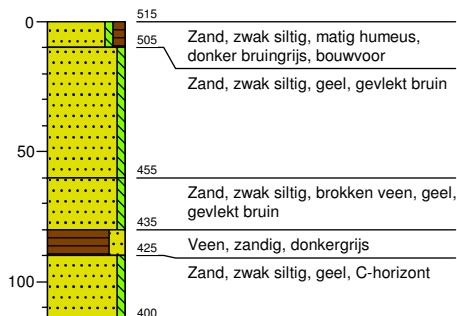 0
515
Zand, zwak siltig, matig humeus,
donker bruingrijs, bouwvoor
505
Zand, zwak siltig, geel, gevlekt bruin
50
455
Zand, zwak siltig, brokken veen, geel,
gevlekt bruin
435
Veen, zandig, donkergrijs
425
Zand, zwak siltig, geel, C-horizont
100
400